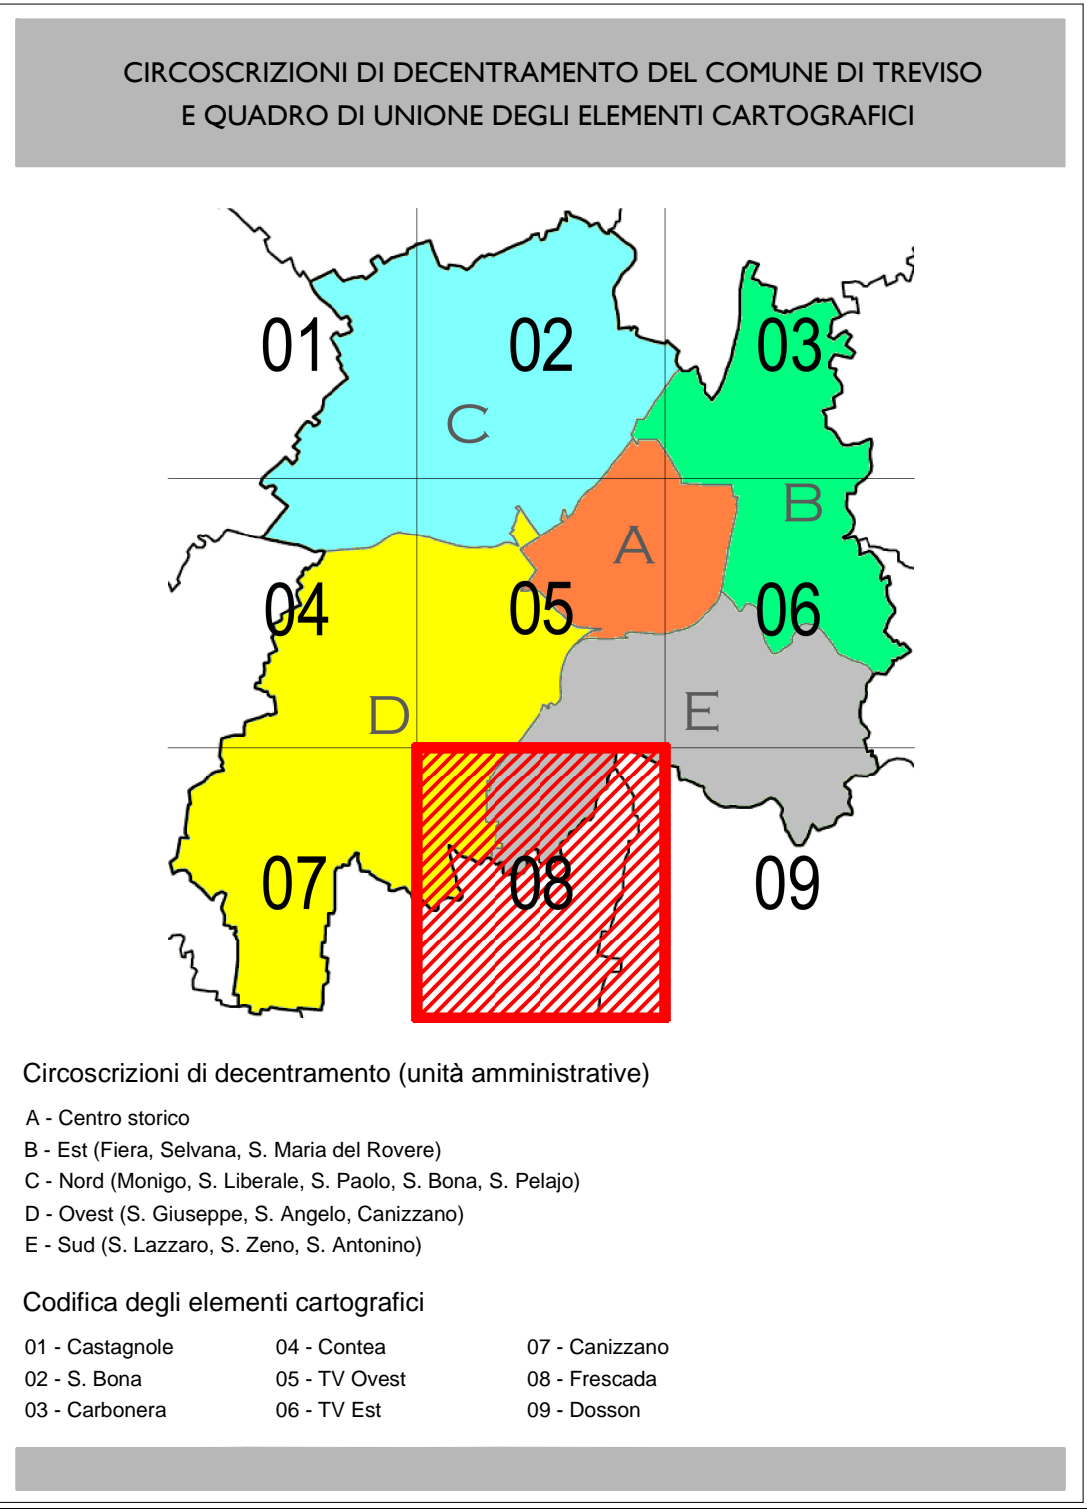 CIRCOSCRIZIONI DI DECENTRAMENTO DEL COMUNE DI TREVISO
E QUADRO DI UNIONE DEGLI ELEMENTI CARTOGRAFICI
01 02 03
C
B
A
04 05 06
D E
07 08 09
Circoscrizioni di decentramento (unità amministrative)
A - Centro storico
B - Est (Fiera, Selvana, S. Maria del Rovere)
C - Nord (Monigo, S. Liberale, S. Paolo, S. Bona, S. Pelajo)
D - Ovest (S. Giuseppe, S. Angelo, Canizzano)
E - Sud (S. Lazzaro, S. Zeno, S. Antonino)
Codifica degli elementi cartografici
01 - Castagnole 04 - Contea 07 - Canizzano
02 - S. Bona 05 - TV Ovest 08 - Frescada
03 - Carbonera 06 - TV Est 09 - Dosson